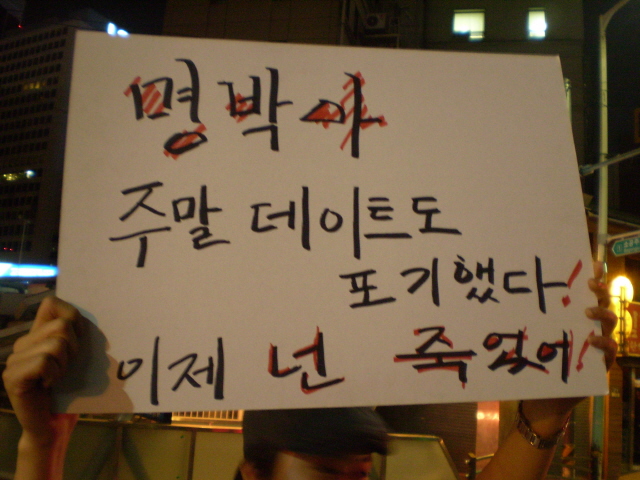 명박아
주말 데이트도
포기했다!
이제 넌 죽었어!